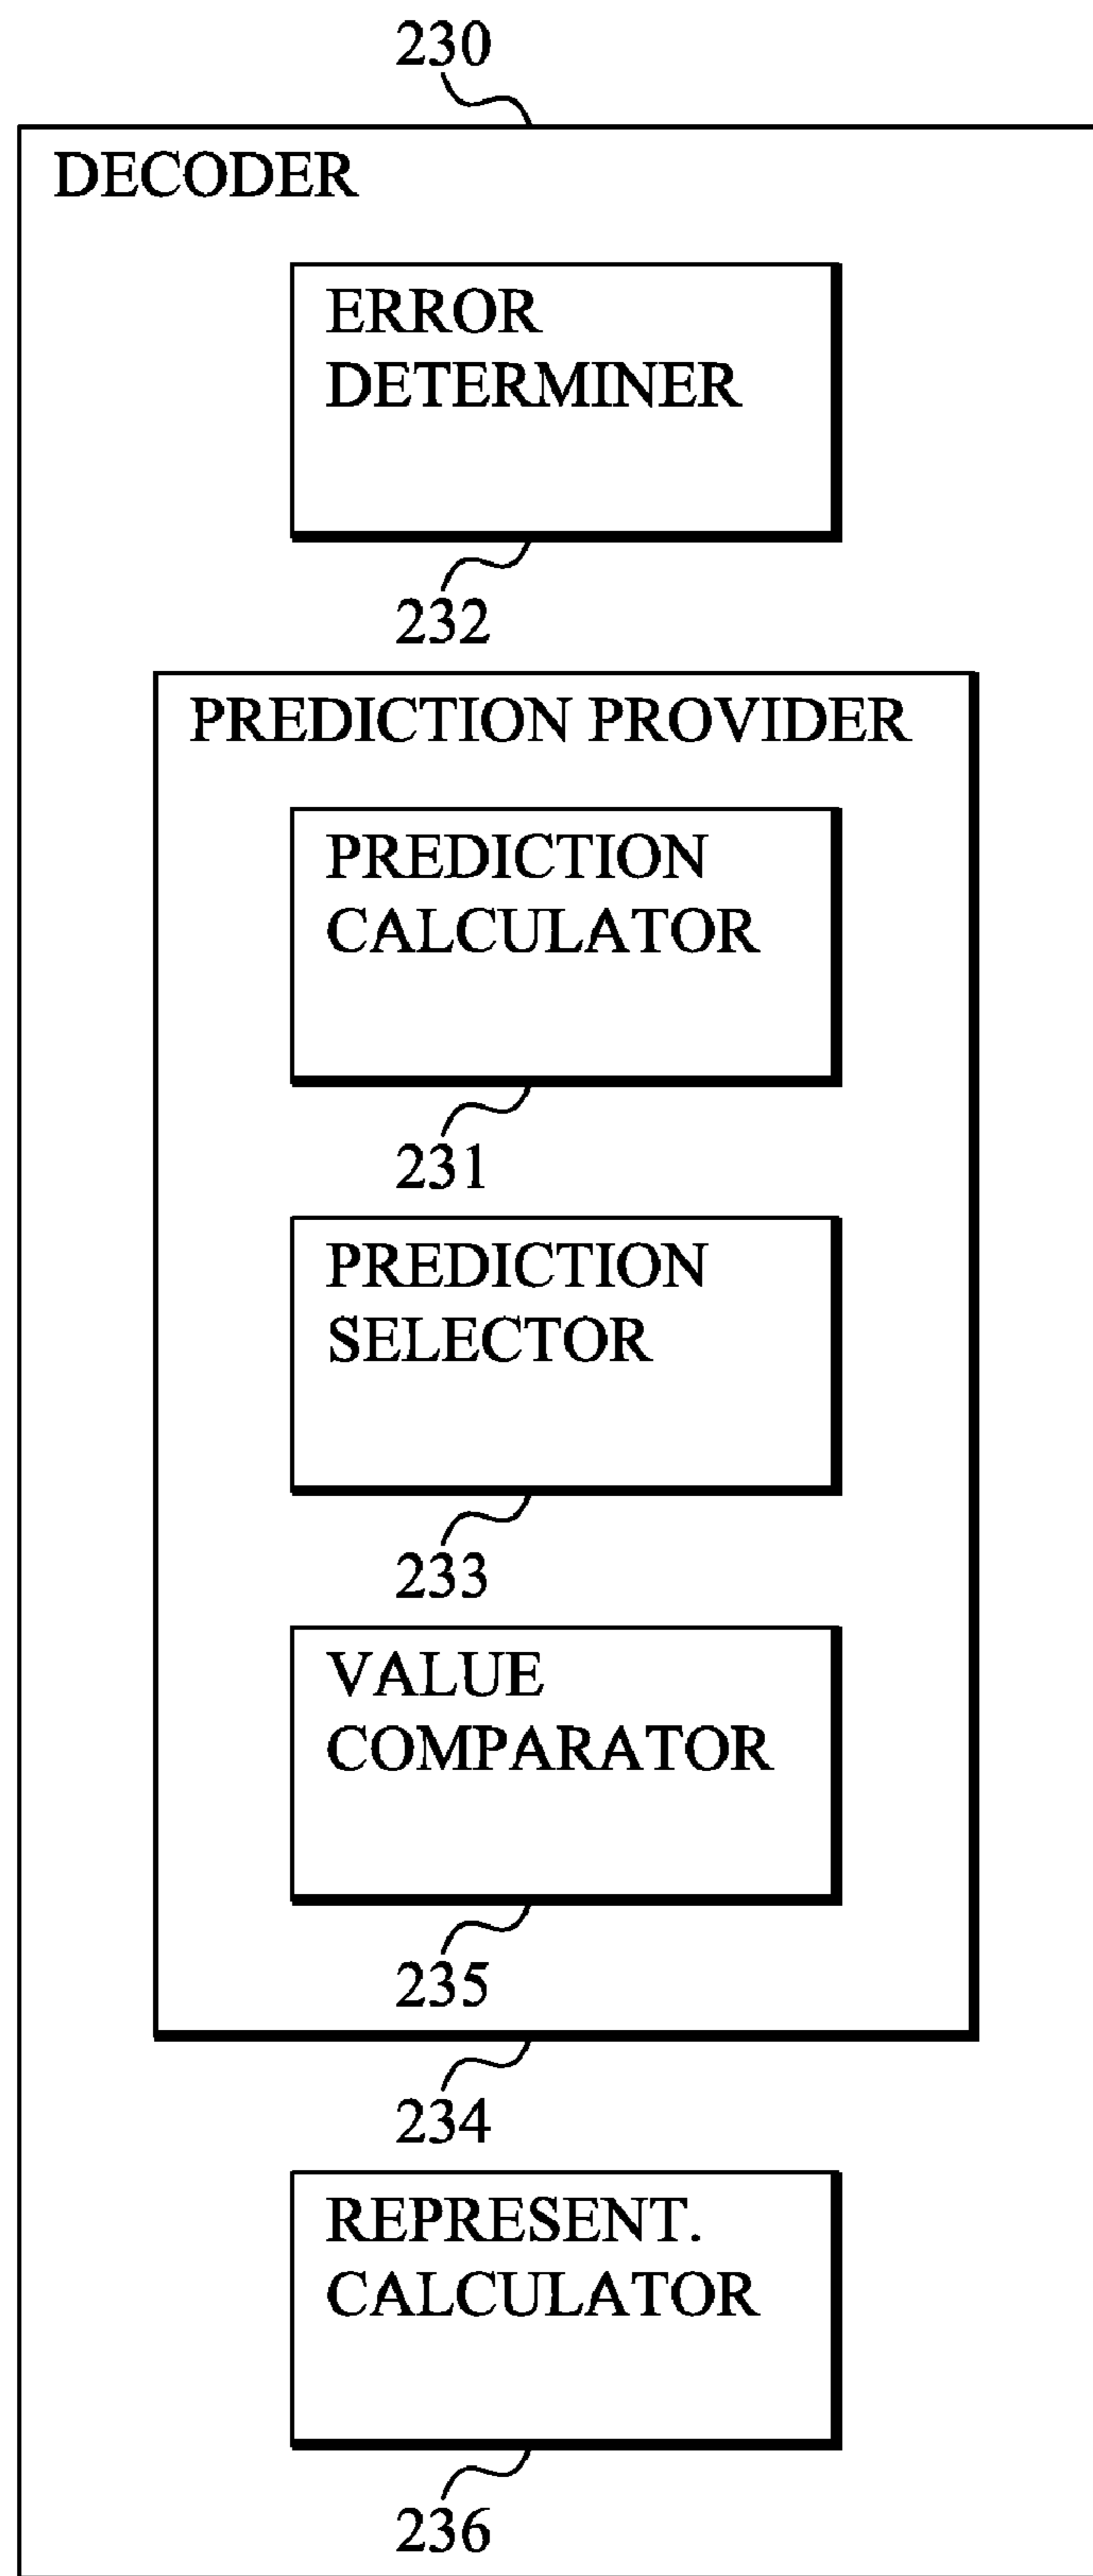 230
DECODER
ERROR
DETERMINER
232
PREDICTION PROVIDER
PREDICTION
CALCULATOR
231
PREDICTION
SELECTOR
233
VALUE
COMPARATOR
235
234
REPRESENT.
CALCULATOR
236